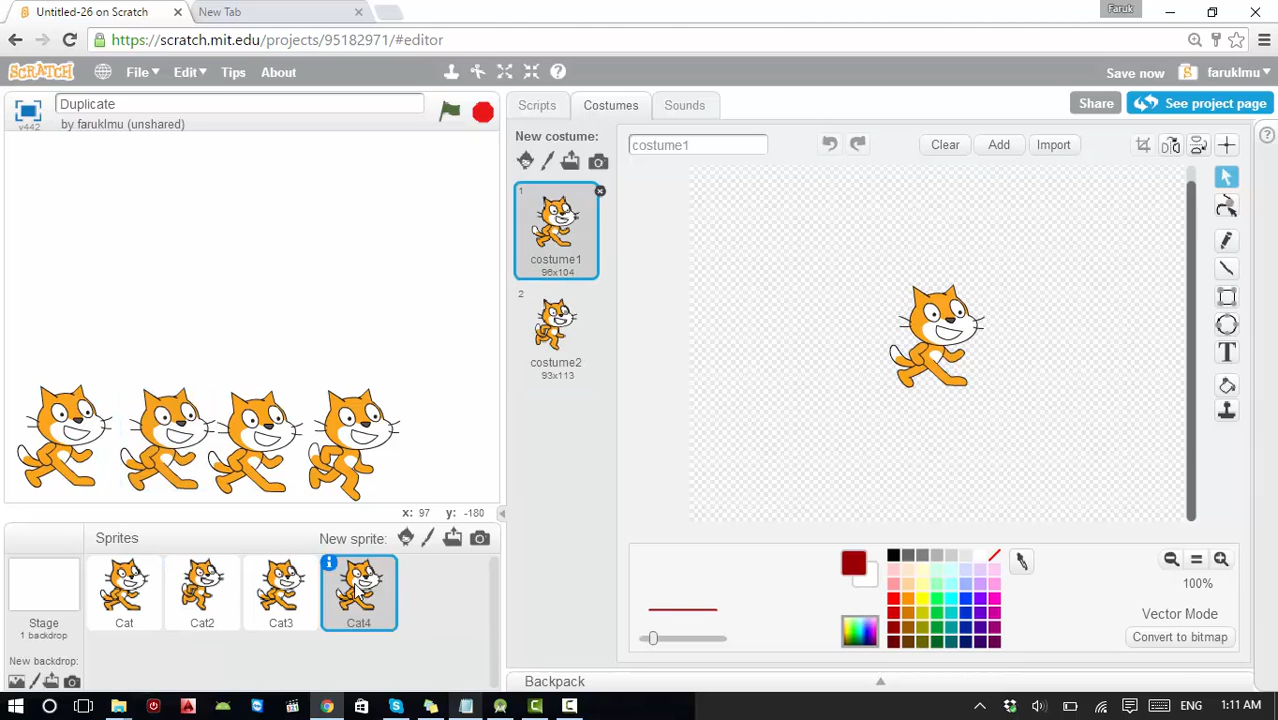 Untitled-26 on Scratch
New Tab
Faruk
https://scratch.mit.edu/projects/95182971/#editor
SCRATCH
File
Edit
Tips
About
Save now
faruklmu
Duplicate
v442
by faruklmu (unshared)
Scripts
Costumes
Sounds
Share
See project page
New costume:
costume1
Clear
Add
Import
1
costume1
96x104
2
costume2
93x113
x: 97 y: -180
Sprites
New sprite:
Stage
1 backdrop
New backdrop:
Cat
Cat2
Cat3
Cat4
100%
Vector Mode
Convert to bitmap
Backpack
ENG
1:11 AM